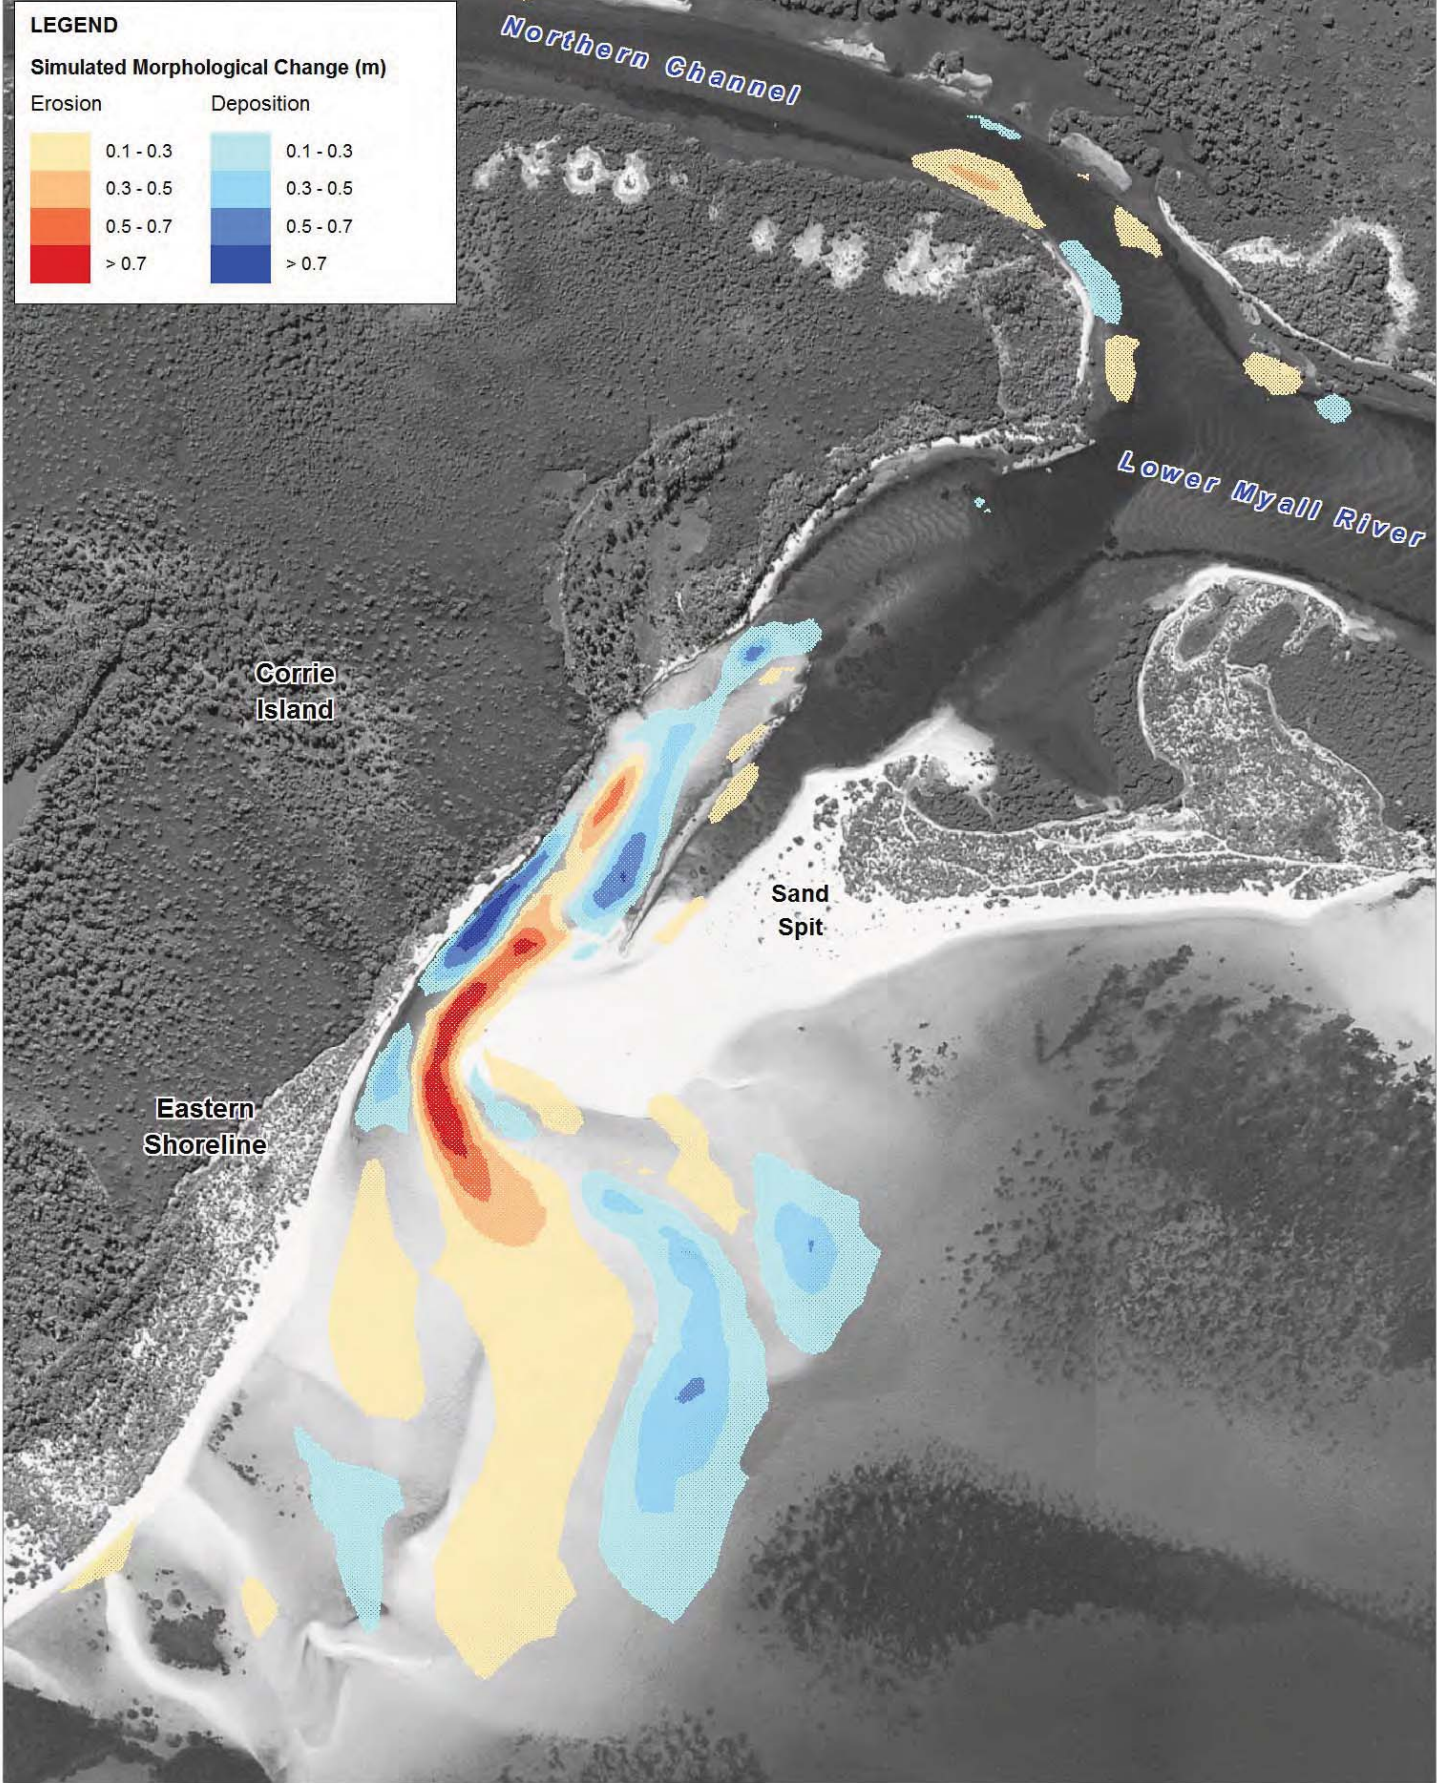 LEGEND
Simulated Morphological Change (m)
Erosion Deposition
0.1 - 0.3 0.1 - 0.3
0.3 - 0.5 0.3 - 0.5
0.5 - 0.7 0.5 - 0.7
> 0.7 > 0.7
Northern Channel
Lower Myall River
Corrie
Island
Sand
Spit
Eastern
Shoreline